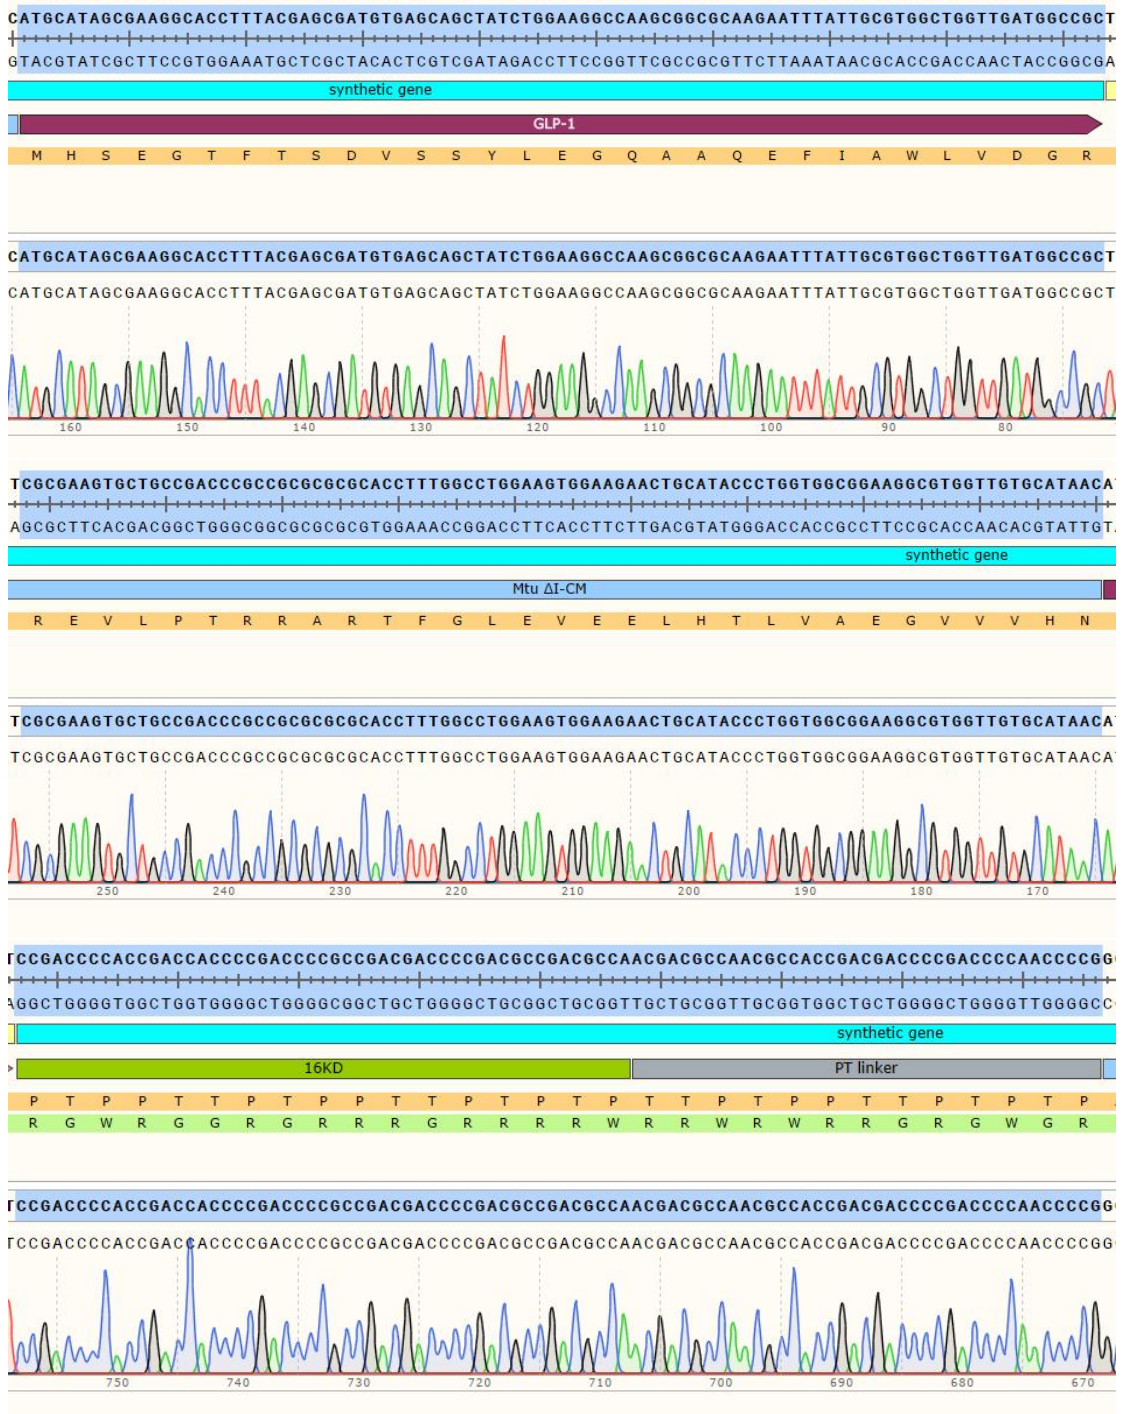 CATGCATAGCGAAGGCACCTTTACGAGCGATGTGAGCAGCTATCTGGAAGGCCAAGCGGCGCAAGAATTTATTGCGTGGCTGGTTGATGGCCGCT
GTACGTATCGCTTCCGTGGAAATGCTCGCTACACTCGTCGATAGACCTTCCGGTTCGCCGCGTTCTTAAATAACGCACCGACCAACTACCGGCGA
synthetic gene
GLP-1
M H S E G T F T S D V S S Y L E G Q A A Q E F I A W L V D G R
CATGCATAGCGAAGGCACCTTTACGAGCGATGTGAGCAGCTATCTGGAAGGCCAAGCGGCGCAAGAATTTATTGCGTGGCTGGTTGATGGCCGCT
CATGCATAGCGAAGGCACCTTTACGAGCGATGTGAGCAGCTATCTGGAAGGCCAAGCGGCGCAAGAATTTATTGCGTGGCTGGTTGATGGCCGCT
160 150 140 130 120 110 100 90 80
TCGCGAAGTGCTGCCGACCCGCCGCGCGCGCACCTTTGGCCTGGAAGTGGAAGAACTGCATACCCTGGTGGCGGAAGGCGTGGTTGTGCATAACA
AGCGCTTCACGACGGCTGGGCGGCGCGCGCGTGGAAACCGGACCTTCACCTTCTTGACGTATGGGACCACCGCCTTCCGCACCAACACGTATTGT
synthetic gene
Mtu ΔI-CM
R E V L P T R R A R T F G L E V E E L H T L V A E G V V V H N
TCGCGAAGTGCTGCCGACCCGCCGCGCGCGCACCTTTGGCCTGGAAGTGGAAGAACTGCATACCCTGGTGGCGGAAGGCGTGGTTGTGCATAACA
TCGCGAAGTGCTGCCGACCCGCCGCGCGCGCACCTTTGGCCTGGAAGTGGAAGAACTGCATACCCTGGTGGCGGAAGGCGTGGTTGTGCATAACA
250 240 230 220 210 200 190 180 170
TCCGACCCCACCGACCACCCCGACCCCGCCGACGACCCCGACGCCGACGCCAACGACGCCAACGCCACCGACGACCCCGACCCCAACCCCGG
AGGCTGGGGTGGCTGGTGGGGCTGGGGCGGCTGCTGGGGCTGCGGCTGCGGTTGCTGCGGTTGCGGTGGCTGCTGGGGCTGGGGTTGGGGCC
synthetic gene
16KD PT linker
P T P P T T P T P P T T P T P T P T T P T P P T T P T P T P
R G W R G G R G R R R G R R R R W R R W R W R R G R G W G R
TCCGACCCCACCGACCACCCCGACCCCGCCGACGACCCCGACGCCGACGCCAACGACGCCAACGCCACCGACGACCCCGACCCCAACCCCGG
TCCGACCCCACCGACCACCCCGACCCCGCCGACGACCCCGACGCCGACGCCAACGACGCCAACGCCACCGACGACCCCGACCCCAACCCCGG
750 740 730 720 710 700 690 680 670